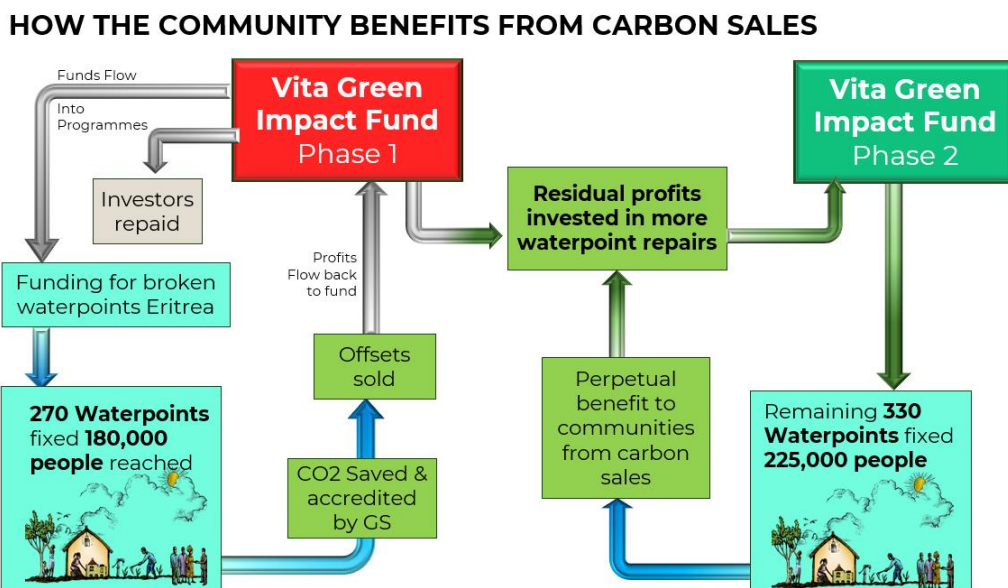 HOW THE COMMUNITY BENEFITS FROM CARBON SALES
Funds Flow
Into
Programmes
Vita Green
Impact Fund
Phase 1
Investors
repaid
Funding for broken
waterpoints Eritrea
270 Waterpoints
fixed 180,000
people reached
CO2 Saved &
accredited
by GS
Offsets
sold
Profits
Flow back
to fund
Residual profits
invested in more
waterpoint repairs
Vita Green
Impact Fund
Phase 2
Remaining 330
Waterpoints fixed
225,000 people
Perpetual
benefit to
communities
from carbon
sales